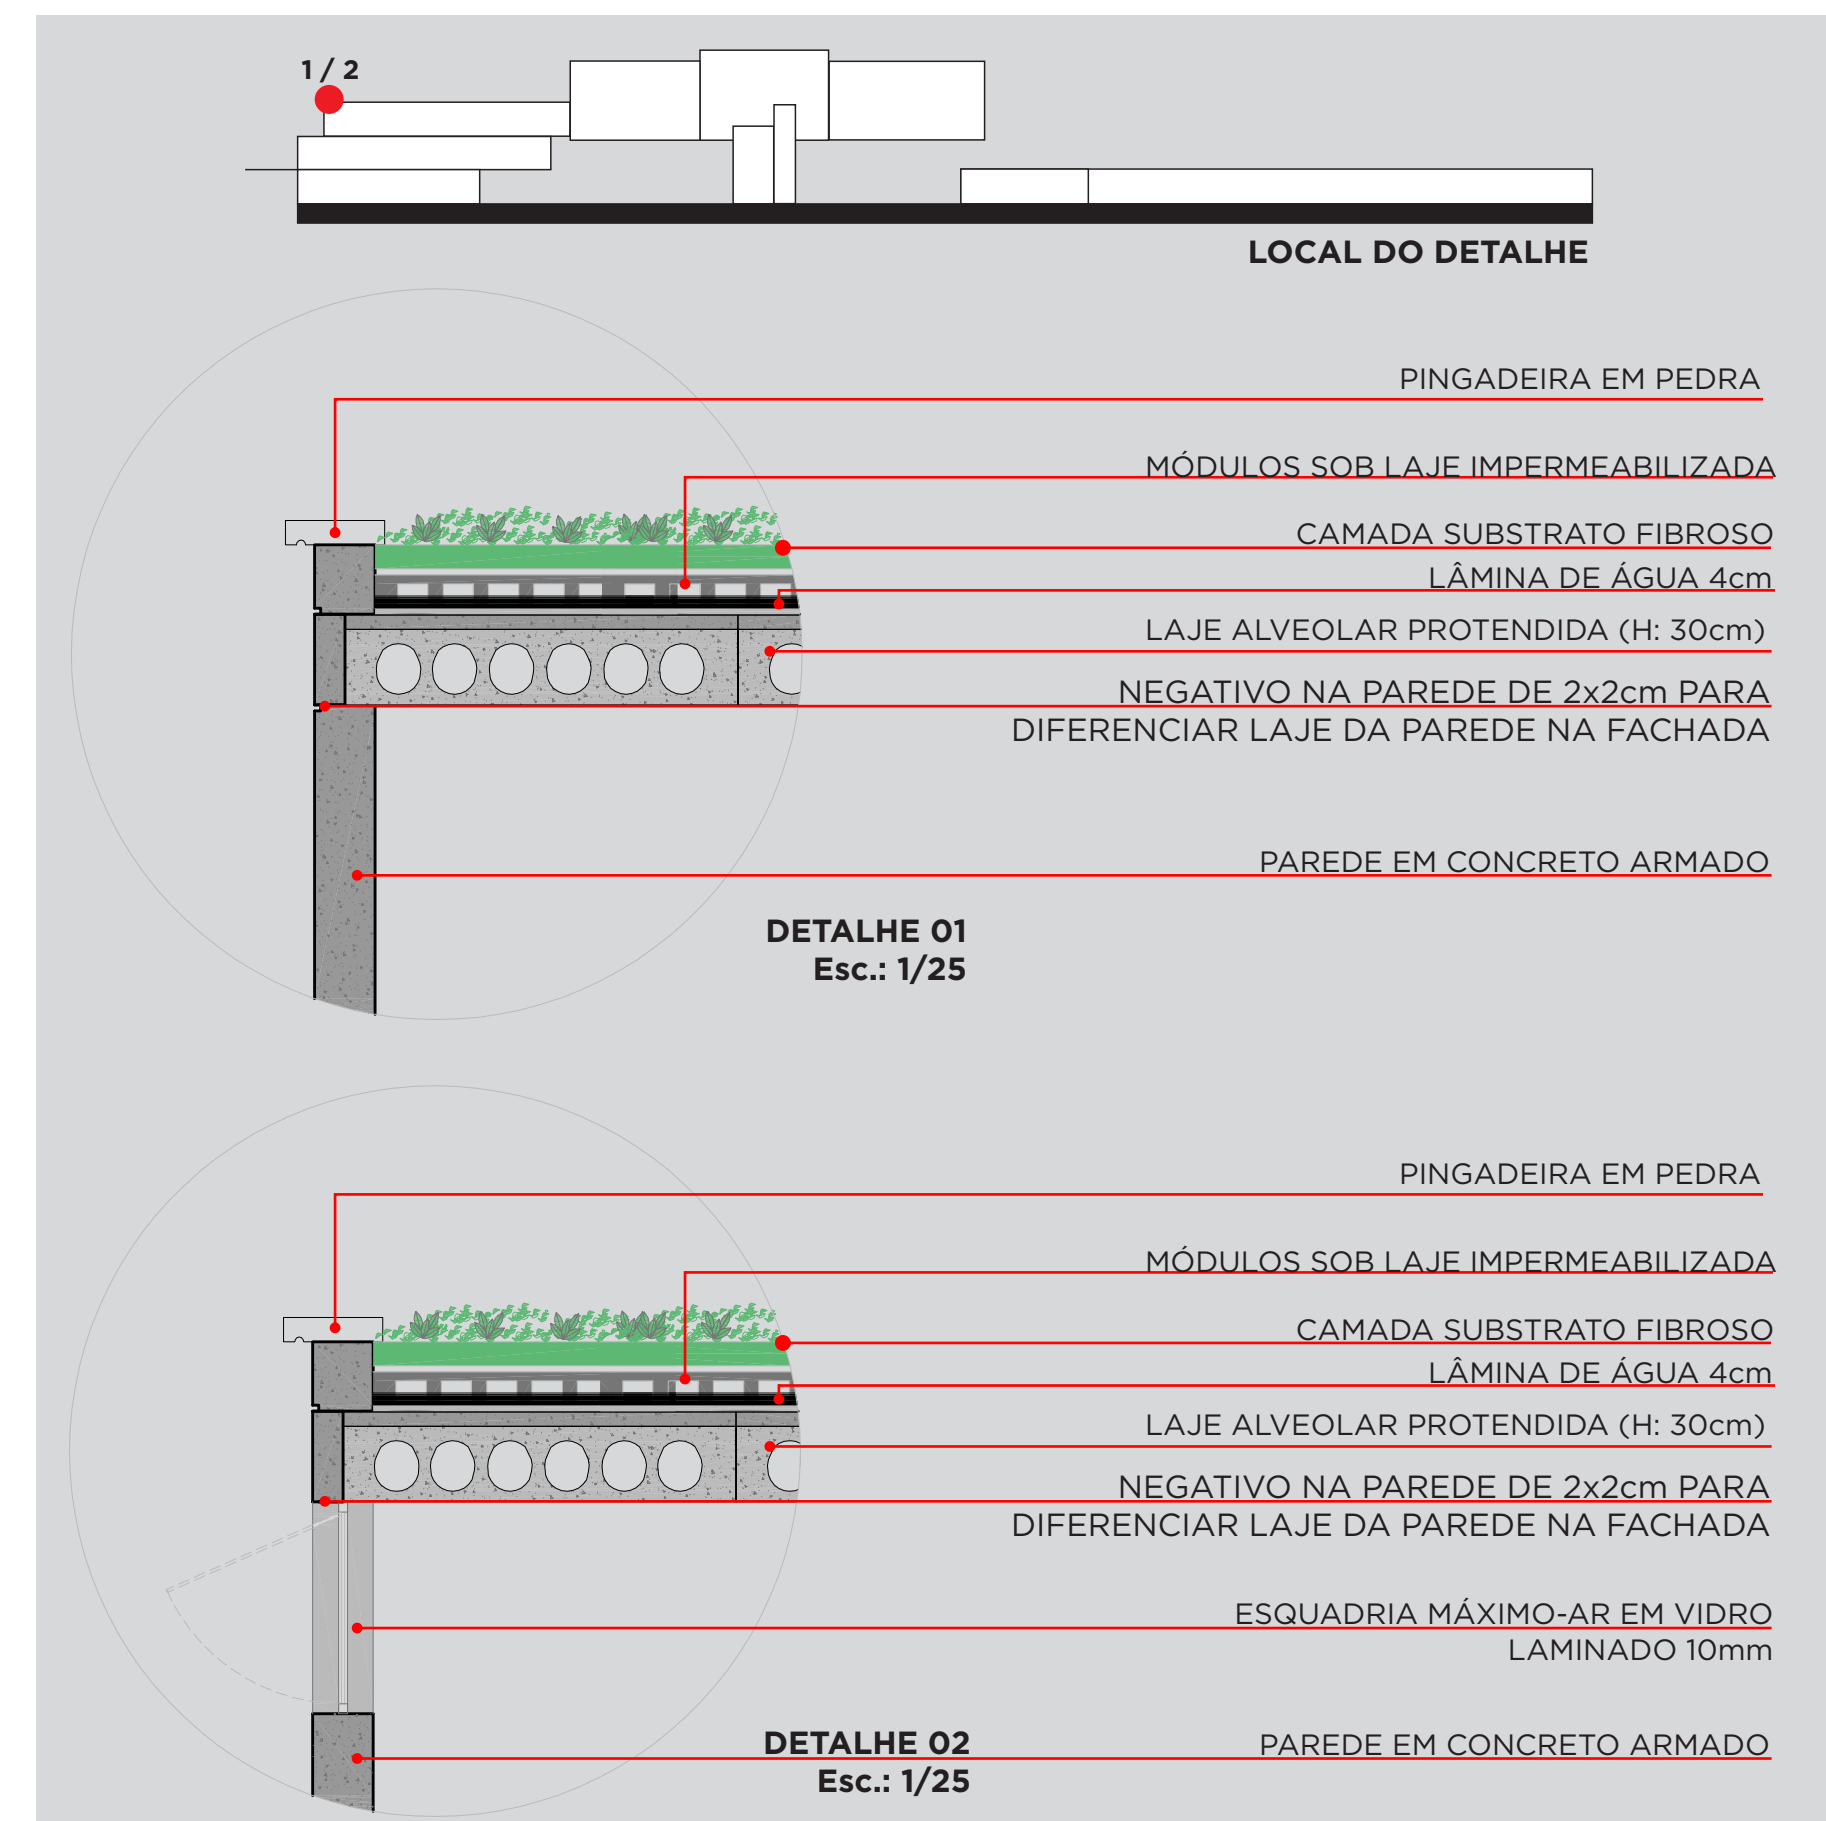 1 / 2
LOCAL DO DETALHE
PINGADEIRA EM PEDRA
MÓDULOS SOB LAJE IMPERMEABILIZADA
CAMADA SUBSTRATO FIBROSO
LÂMINA DE ÁGUA 4cm
LAJE ALVEOLAR PROTENDIDA (H: 30cm)
NEGATIVO NA PAREDE DE 2x2cm PARA
DIFERENCIAR LAJE DA PAREDE NA FACHADA
PAREDE EM CONCRETO ARMADO
DETALHE 01
Esc.: 1/25
PINGADEIRA EM PEDRA
MÓDULOS SOB LAJE IMPERMEABILIZADA
CAMADA SUBSTRATO FIBROSO
LÂMINA DE ÁGUA 4cm
LAJE ALVEOLAR PROTENDIDA (H: 30cm)
NEGATIVO NA PAREDE DE 2x2cm PARA
DIFERENCIAR LAJE DA PAREDE NA FACHADA
ESQUADRIA MÁXIMO-AR EM VIDRO
LAMINADO 10mm
PAREDE EM CONCRETO ARMADO
DETALHE 02
Esc.: 1/25